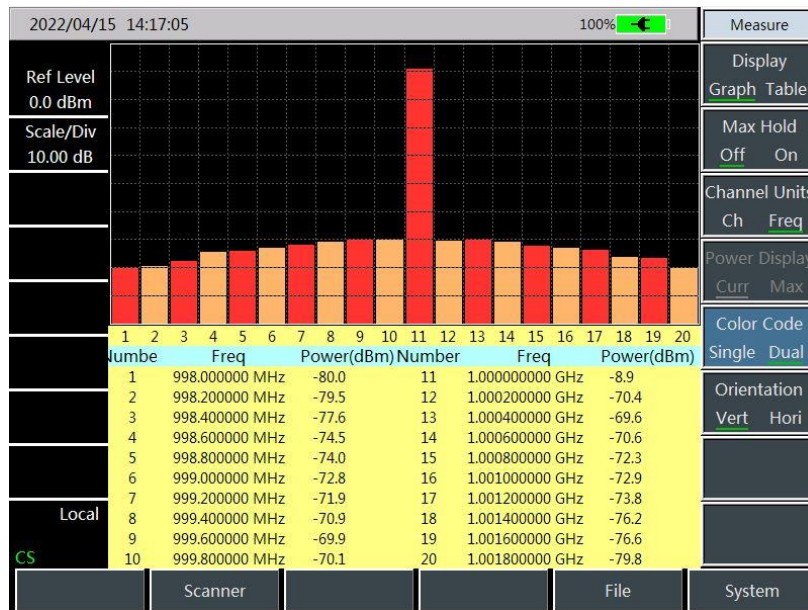 2022/04/15 14:17:05
100%
Measure
Ref Level
0.0 dBm
Scale/Div
10.00 dB
Local
CS
Display
Graph Table
Max Hold
Off On
Channel Units
Ch Freq
Power Display
Curr Max
Color Code
Single Dual
Orientation
Vert Hori
1 2 3 4 5 6 7 8 9 10 11 12 13 14 15 16 17 18 19 20
Numbe Freq Power(dBm) Number Freq Power(dBm)
1 998.000000 MHz -80.0 11 1.000000000 GHz -8.9
2 998.200000 MHz -79.5 12 1.000200000 GHz -70.4
3 998.400000 MHz -77.6 13 1.000400000 GHz -69.6
4 998.600000 MHz -74.5 14 1.000600000 GHz -70.6
5 998.800000 MHz -74.0 15 1.000800000 GHz -72.3
6 999.000000 MHz -72.8 16 1.001000000 GHz -72.9
7 999.200000 MHz -71.9 17 1.001200000 GHz -73.8
8 999.400000 MHz -70.9 18 1.001400000 GHz -76.2
9 999.600000 MHz -69.9 19 1.001600000 GHz -76.6
10 999.800000 MHz -70.1 20 1.001800000 GHz -79.8
Scanner File System